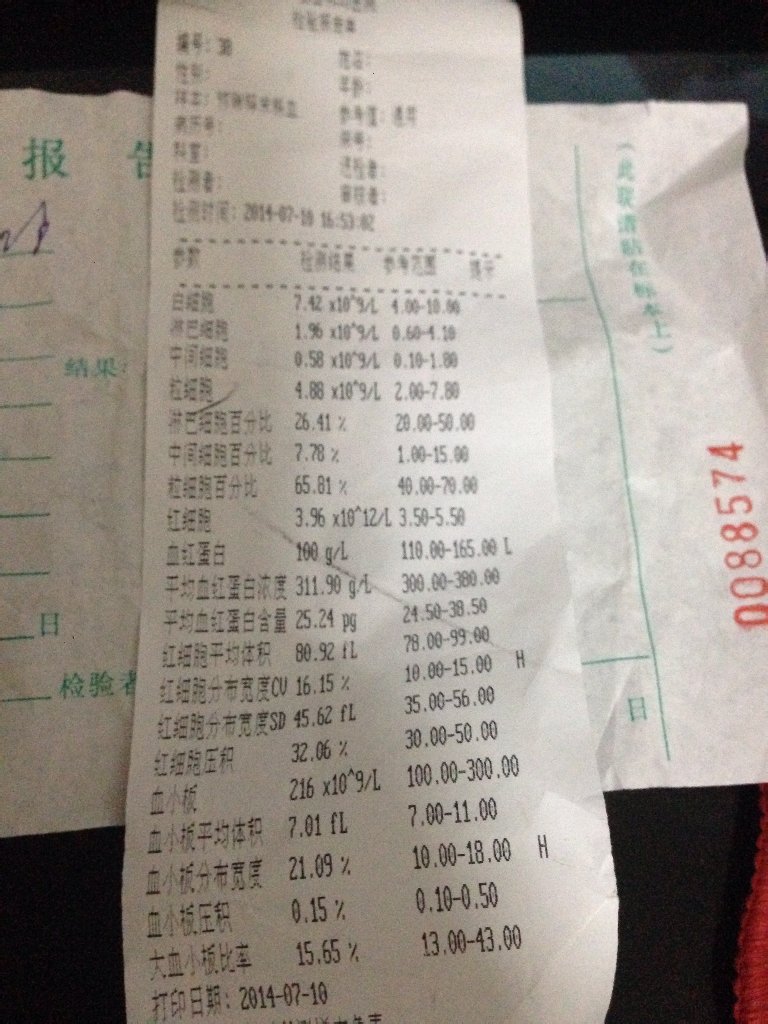 检验报告单
编号: 30
姓名:
性别:
年龄:
样本:
参考值: 通用
病历号:
科室:
送检者:
检测者:
审核者:
检测时间: 2014-07-10 16:53:02
参数 检测结果 参考范围 提示
白细胞 7.42 x10^9/L 4.00-10.00
淋巴细胞 1.96 x10^9/L 0.60-4.10
中间细胞 0.58 x10^9/L 0.10-1.80
粒细胞 4.88 x10^9/L 2.00-7.80
淋巴细胞百分比 26.41 % 20.00-50.00
中间细胞百分比 7.78 % 1.00-15.00
粒细胞百分比 65.81 % 40.00-70.00
红细胞 3.96 x10^12/L 3.50-5.50
血红蛋白 100 g/L 110.00-165.00 L
平均血红蛋白浓度 311.90 g/L 300.00-380.00
平均血红蛋白含量 25.24 pg 24.50-38.50
红细胞平均体积 80.92 fL 78.00-99.00
红细胞分布宽度CV 16.15 % 10.00-15.00 H
红细胞分布宽度SD 45.62 fL 35.00-56.00
红细胞压积 32.06 % 30.00-50.00
血小板 216 x10^9/L 100.00-300.00
血小板平均体积 7.01 fL 7.00-11.00
血小板分布宽度 21.09 % 10.00-18.00 H
血小板压积 0.15 % 0.10-0.50
大血小板比率 15.65 % 13.00-43.00
打印日期: 2014-07-10
报 告
结果:
日
检验者
(此联请贴在标本上)
0088574
日